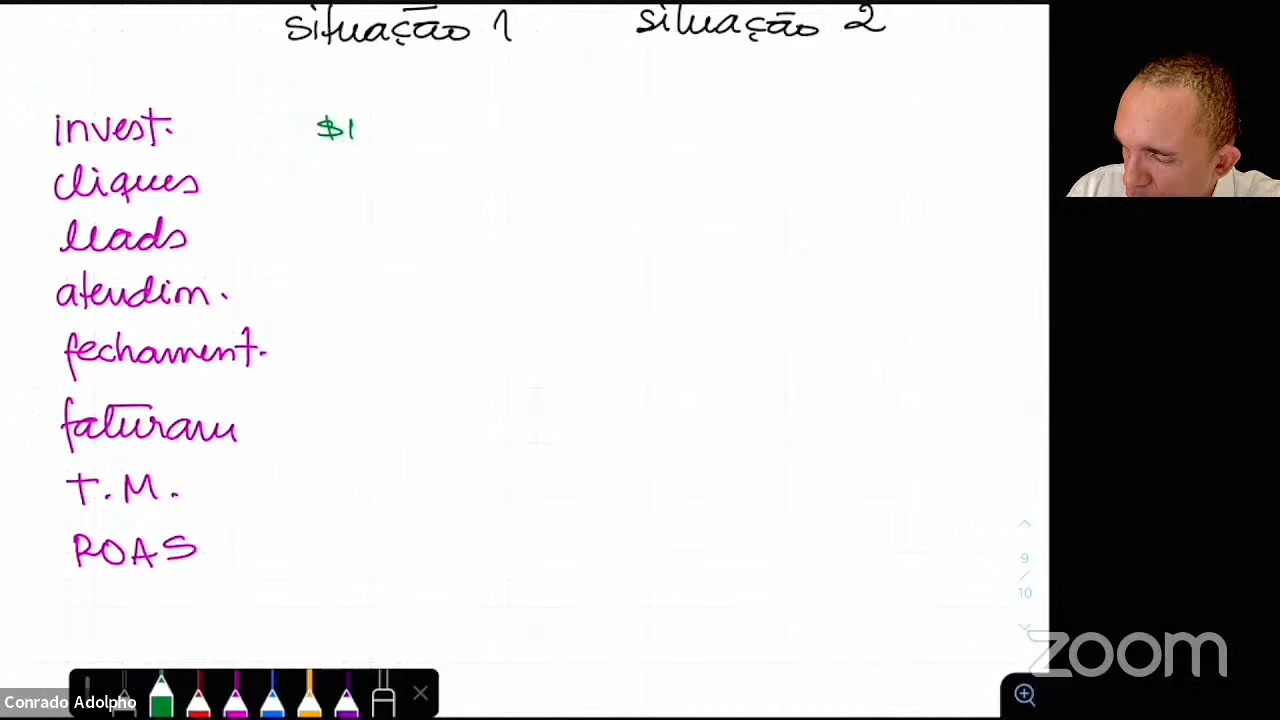 situação 1 situação 2
invest. $1
cliques
leads
atendim.
fechament.
faturam
T.M.
ROAS
9
10
zoom
Conrado Adolpho